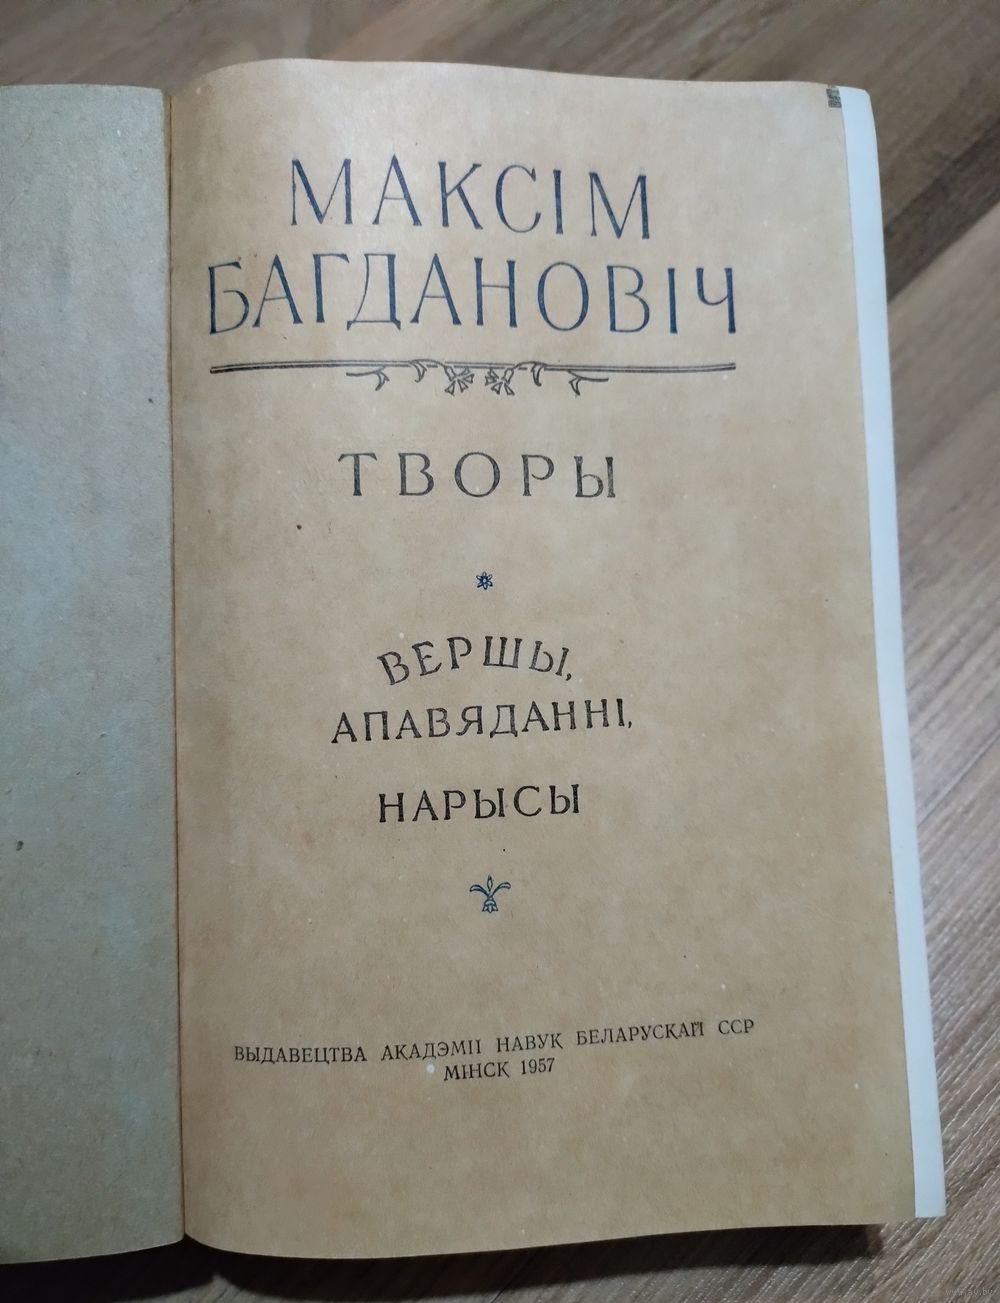 МАКСІМ
БАГДАНОВІЧ
ТВОРЫ
ВЕРШЫ,
АПАВЯДАННІ,
НАРЫСЫ
ВЫДАВЕЦТВА АКАДЭМІІ НАВУК БЕЛАРУСКАЙ ССР
МІНСК 1957